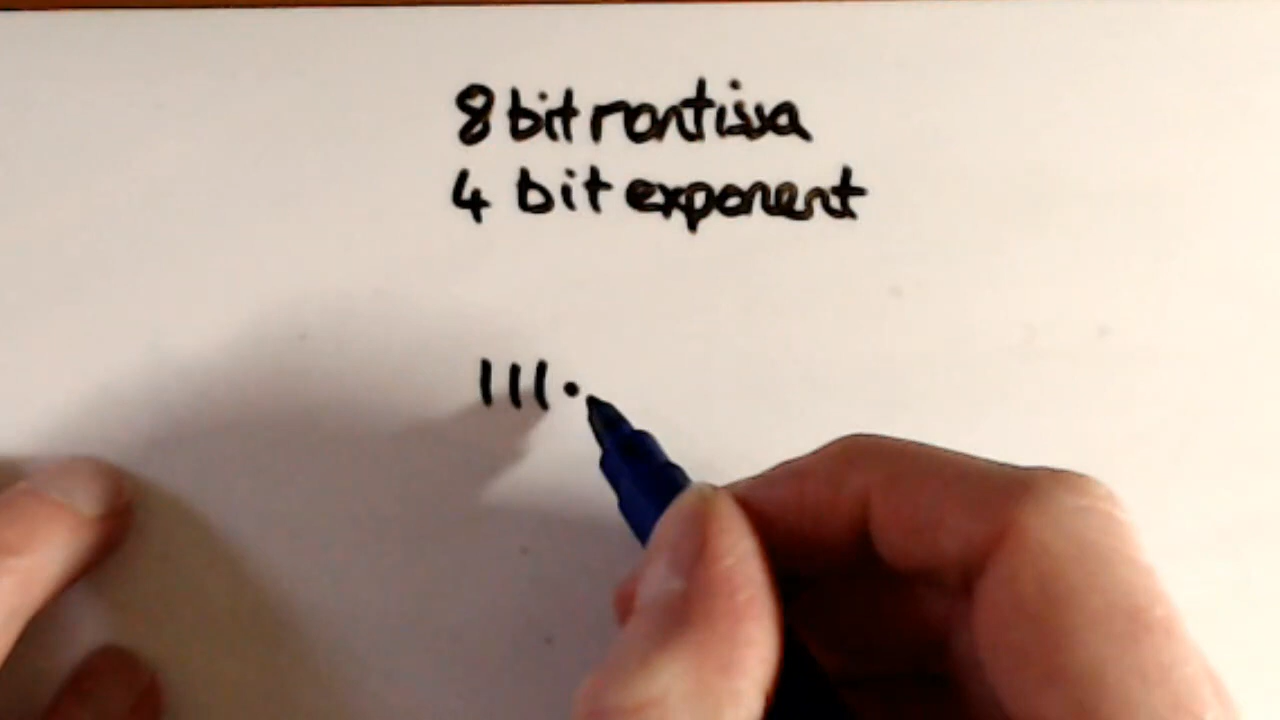 8 bit mantissa
4 bit exponent
111.